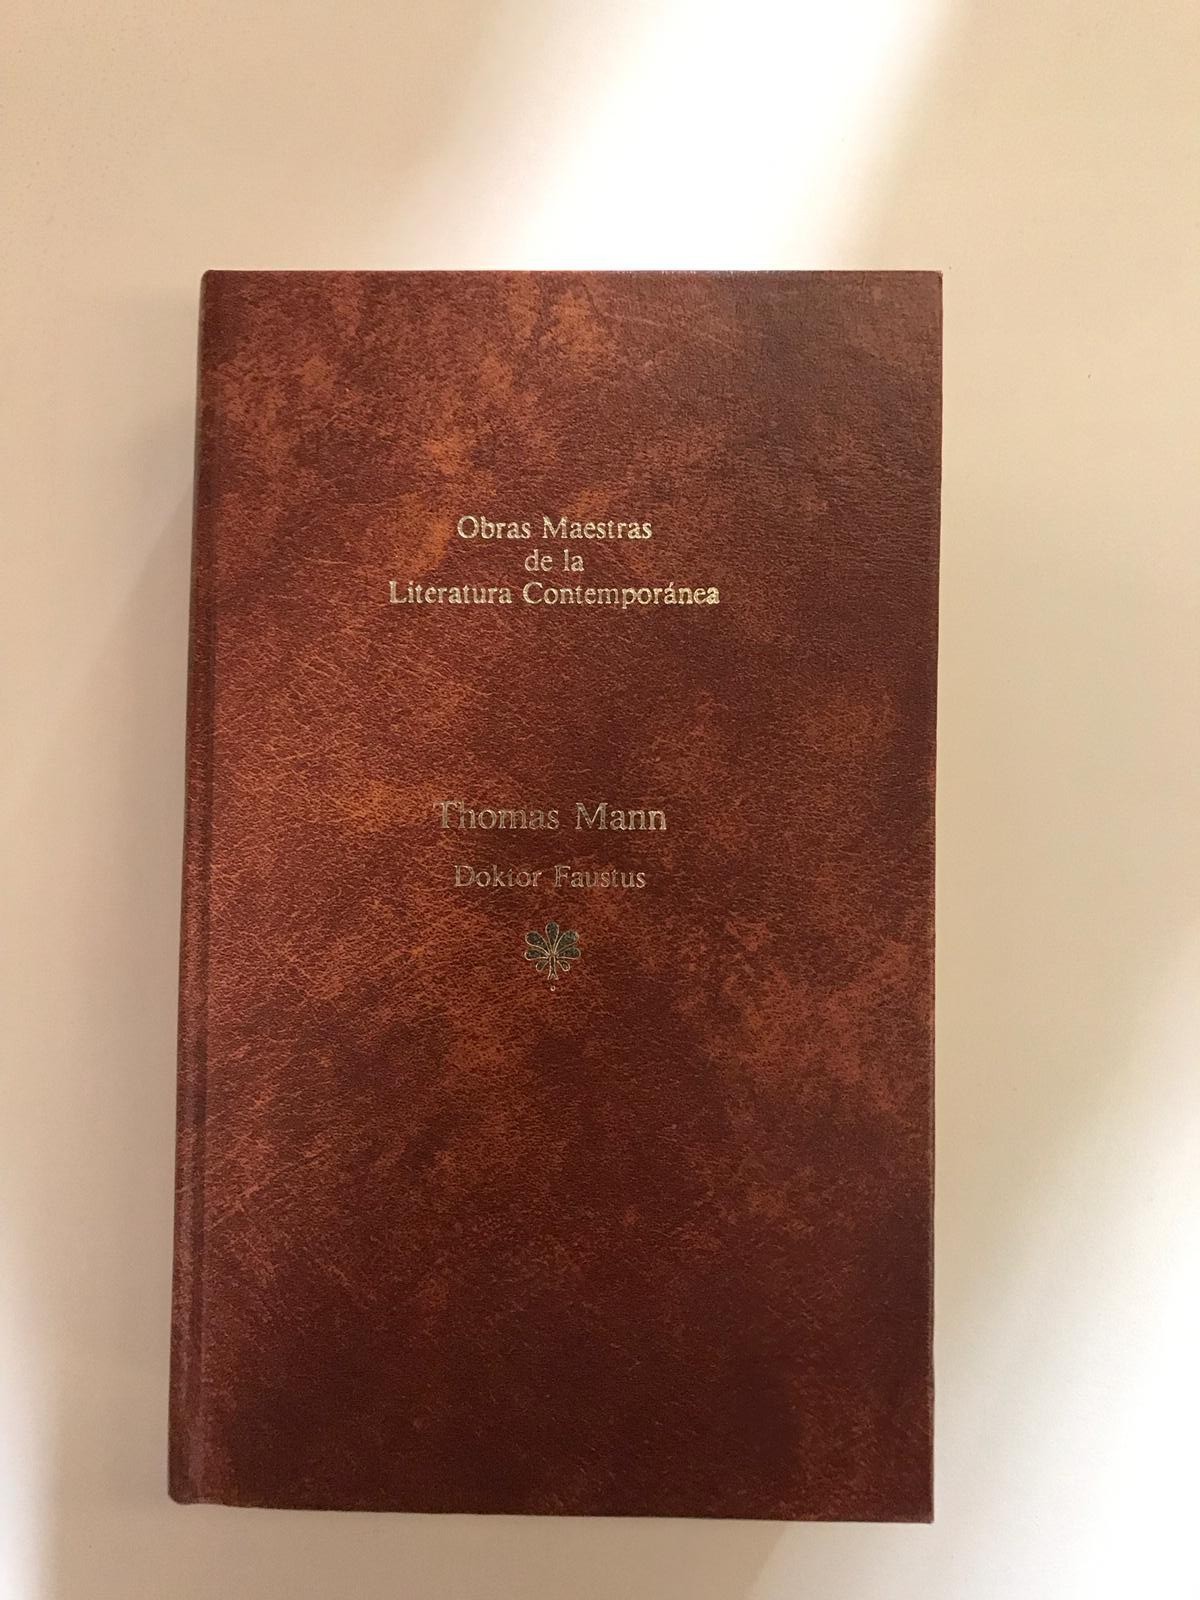 Obras Maestras
de la
Literatura Contemporánea
Thomas Mann
Doktor Faustus